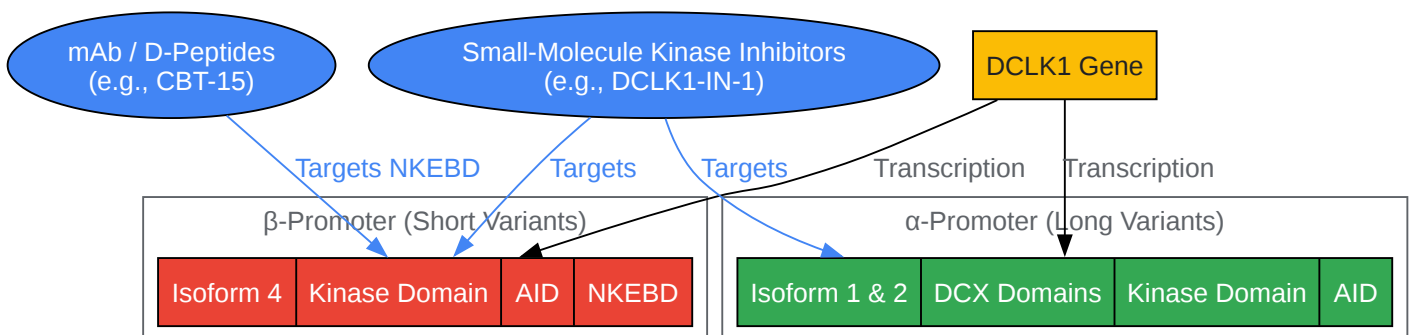 mAb / D-Peptides
(e.g., CBT-15)
Small-Molecule Kinase Inhibitors
(e.g., DCLK1-IN-1)
DCLK1 Gene
Targets NKEBD
Targets
Targets
Transcription
Transcription
β-Promoter (Short Variants)
α-Promoter (Long Variants)
Isoform 4
Kinase Domain
AID
NKEBD
Isoform 1 & 2
DCX Domains
Kinase Domain
AID